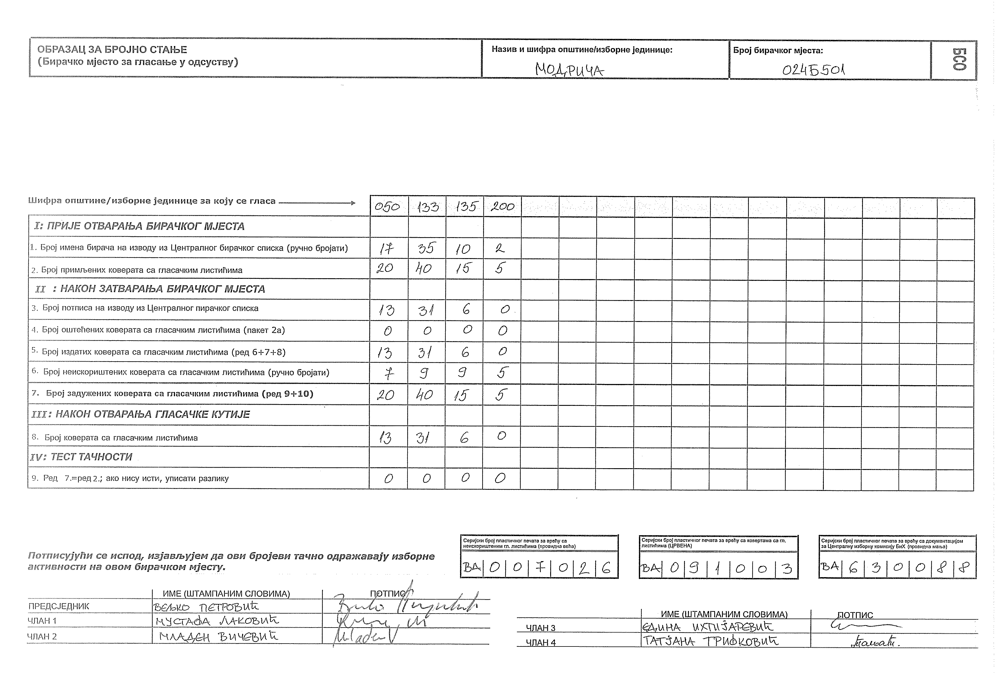 ОБРАЗАЦ ЗА БРОЈНО СТАЊЕ
(Бирачко мјесто за гласање у одсуству)
Назив и шифра општине/изборне јединице:
МОДРИЧА
Број бирачког мјеста:
024Б501
БСО
Шифра општине/изборне јединице за коју се гласа 050 133 135 200
I: ПРИЈЕ ОТВАРАЊА БИРАЧКОГ МЈЕСТА
1. Број имена бирача на изводу из Централног бирачког списка (ручно бројати) 17 35 10 2
2. Број примљених коверата са гласачким листићима 20 40 15 5
II : НАКОН ЗАТВАРАЊА БИРАЧКОГ МЈЕСТА
3. Број потписа на изводу из Централног пирачког списка 13 31 6 0
4. Број оштећених коверата са гласачким листићима (пакет 2а) 0 0 0 0
5. Број издатих коверата са гласачким листићима (ред 6+7+8) 13 31 6 0
6. Број неискориштених коверата са гласачким листићима (ручно бројати) 7 9 9 5
7. Број задужених коверата са гласачким листићима (ред 9+10) 20 40 15 5
III: НАКОН ОТВАРАЊА ГЛАСАЧКЕ КУТИЈЕ
8. Број коверата са гласачким листићима 13 31 6 0
IV: ТЕСТ ТАЧНОСТИ
9. Ред 7.=ред 2.; ако нису исти, уписати разлику 0 0 0 0
Потписујући се испод, изјављујем да ови бројеви тачно одражавају изборне
активности на овом бирачком мјесту.
Серијски број пластичног печата за врећу са
неискориштеним гл. листићима (провидна већа)
BA 0 0 7 0 2 6
Серијски број пластичног печата за врећу са ковертама са гл.
листићима (ЦРВЕНА)
BA 0 9 1 0 0 3
Серијски број пластичног печата за врећу са документацијом
за Централну изборну комисију БиХ (провидна мања)
BA 6 3 0 0 8 8
ИМЕ (ШТАМПАНИМ СЛОВИМА) ПОТПИС
ПРЕДСЈЕДНИК ВЕЉКО ПЕТРОВИЋ
ЧЛАН 1 МУСТАФА ЛАКОВИЋ
ЧЛАН 2 МЛАДЕН ВИЧЕВИЋ Mladen V
ИМЕ (ШТАМПАНИМ СЛОВИМА) ПОТПИС
ЧЛАН 3 ЕДИНА ИХТИЈАРЕВИЋ
ЧЛАН 4 ТАТЈАНА ТРИФКОВИЋ